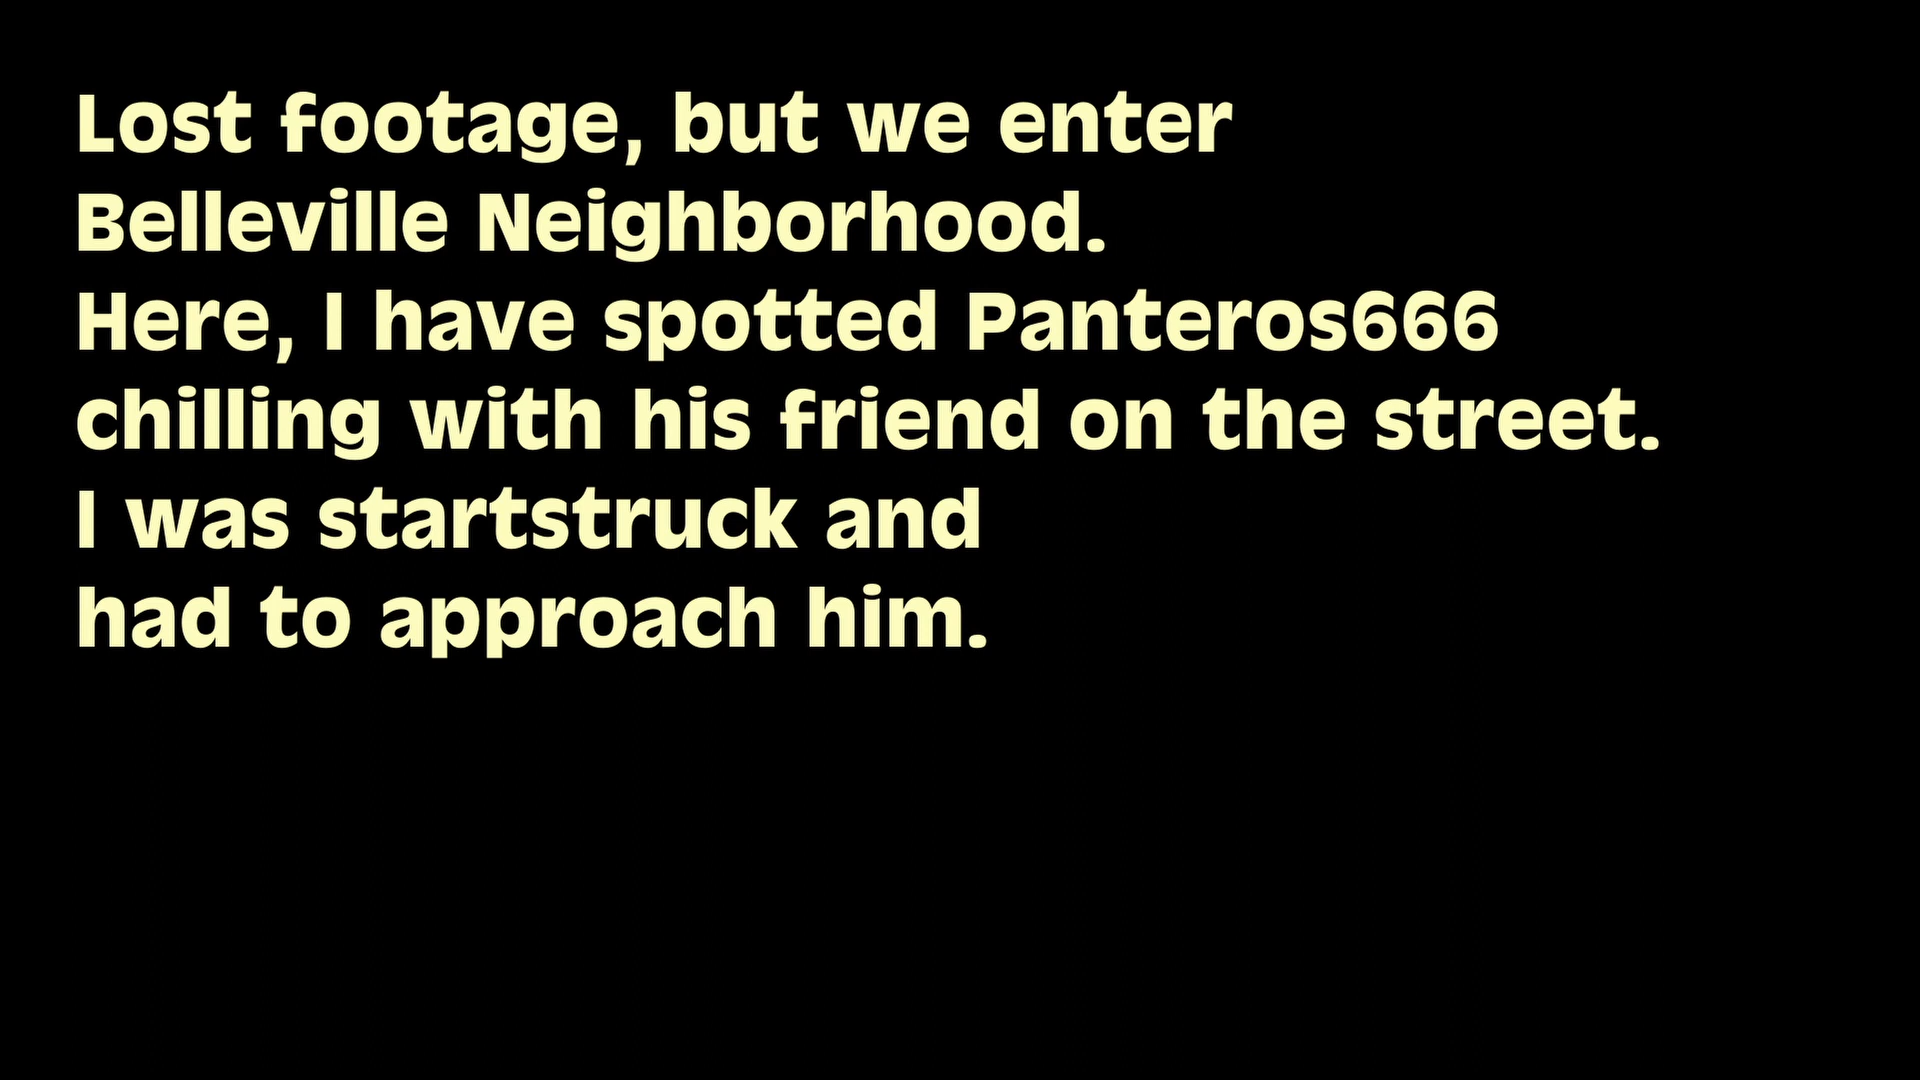 Lost footage, but we enter
Belleville Neighborhood.
Here, I have spotted Panteros666
chilling with his friend on the street.
I was startstruck and
had to approach him.